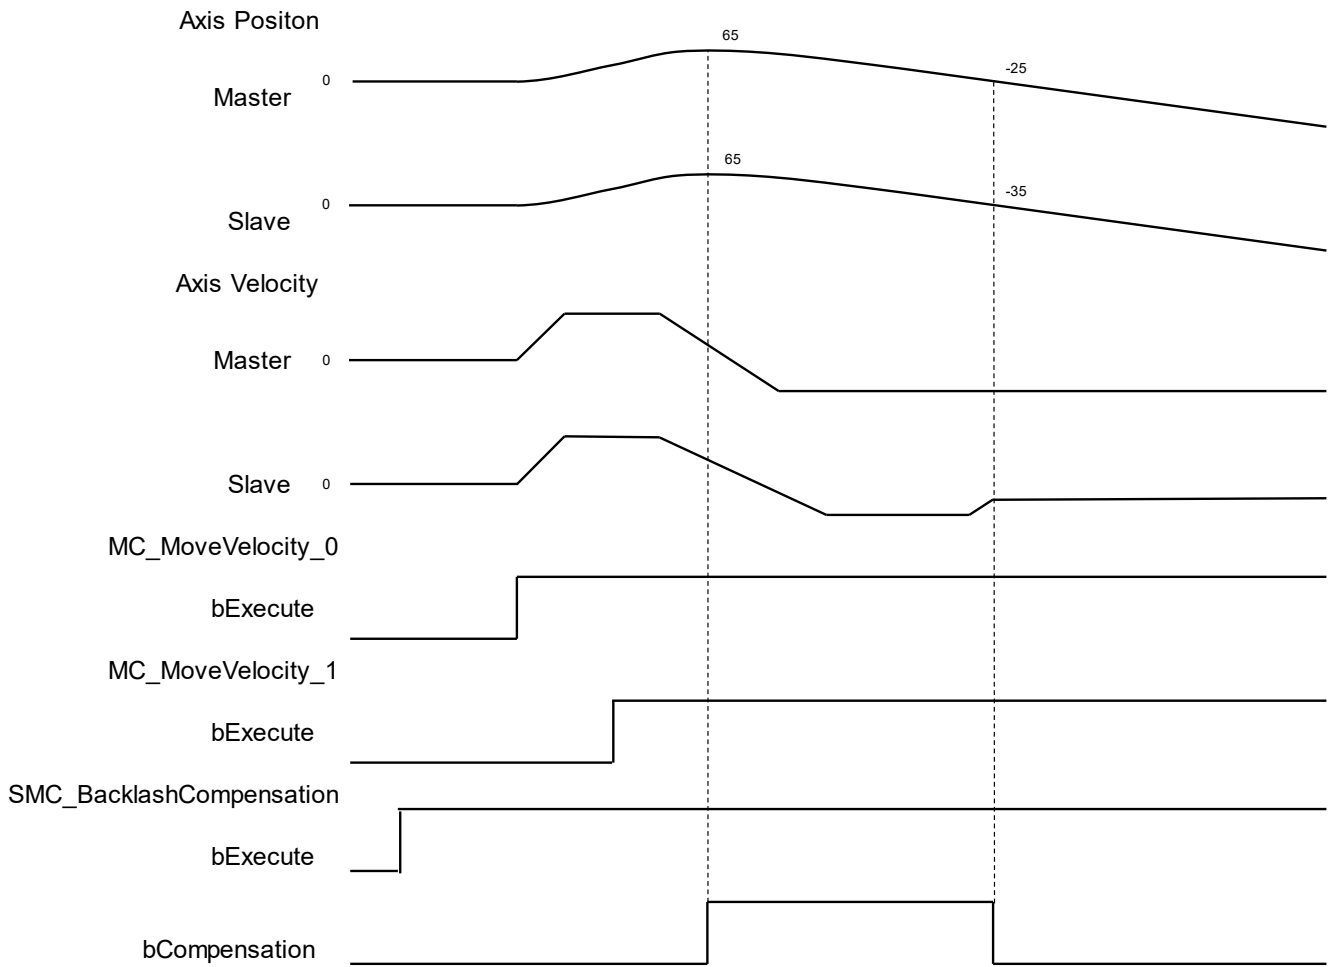 Axis Positon
65
0
-25
Master
65
-35
0
Slave
Axis Velocity
Master 0
Slave 0
MC_MoveVelocity_0
bExecute
MC_MoveVelocity_1
bExecute
SMC_BacklashCompensation
bExecute
bCompensation